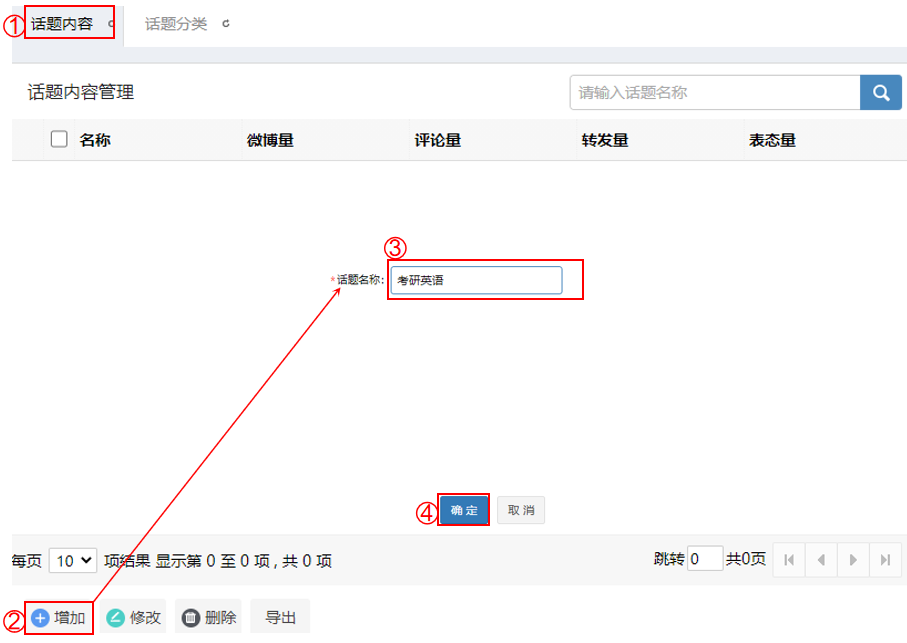 ① 话题内容 话题分类
话题内容管理 请输入话题名称
名称 微博量 评论量 转发量 表态量
③
*话题名称: 考研英语
④ 确定 取消
每页 10 项结果 显示第 0 至 0 项 , 共 0 项 跳转 0 共0页
② 增加 修改 删除 导出